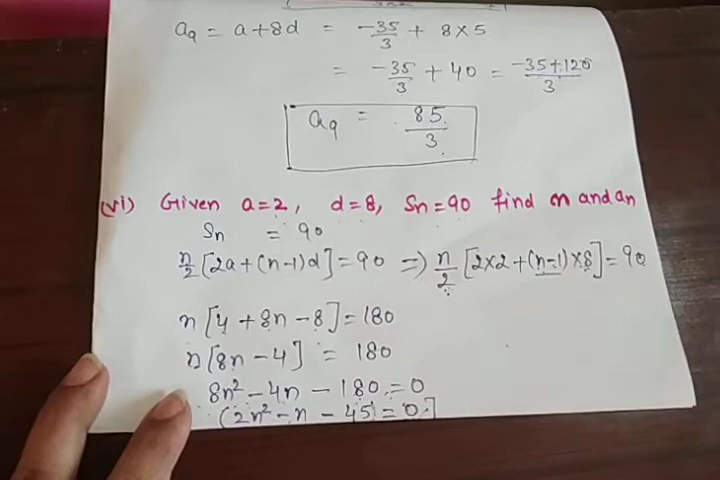 a₉ = a+8d = -35/3 + 8×5
= -35/3 + 40 = -35+120/3
a₉ = 85/3
(vi) Given a=2, d=8, Sn=90 find n and an
Sn = 90
n/2[2a+(n-1)d]=90 => n/2[2×2+(n-1)×8]=90
n[4+8n-8]=180
n[8n-4] = 180
8n²-4n-180=0
(2n²-n-45)=0